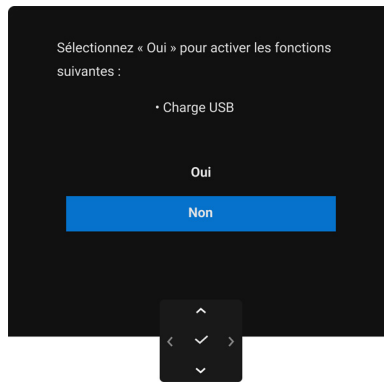 Sélectionnez « Oui » pour activer les fonctions
suivantes :
• Charge USB
Oui
Non